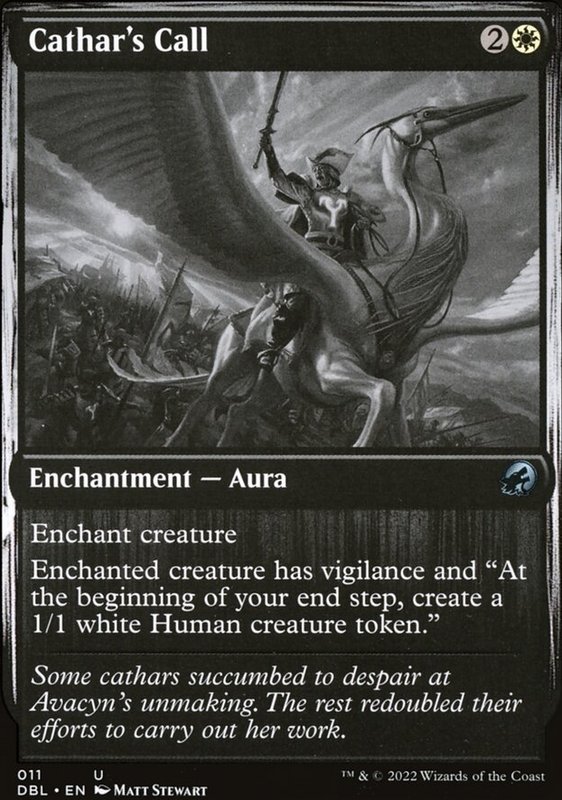 Cathar's Call 2
Enchantment — Aura
Enchant creature
Enchanted creature has vigilance and “At
the beginning of your end step, create a
1/1 white Human creature token.”
Some cathars succumbed to despair at
Avacyn's unmaking. The rest redoubled their
efforts to carry out her work.
011 U
DBL • EN Matt Stewart
™ & © 2022 Wizards of the Coast